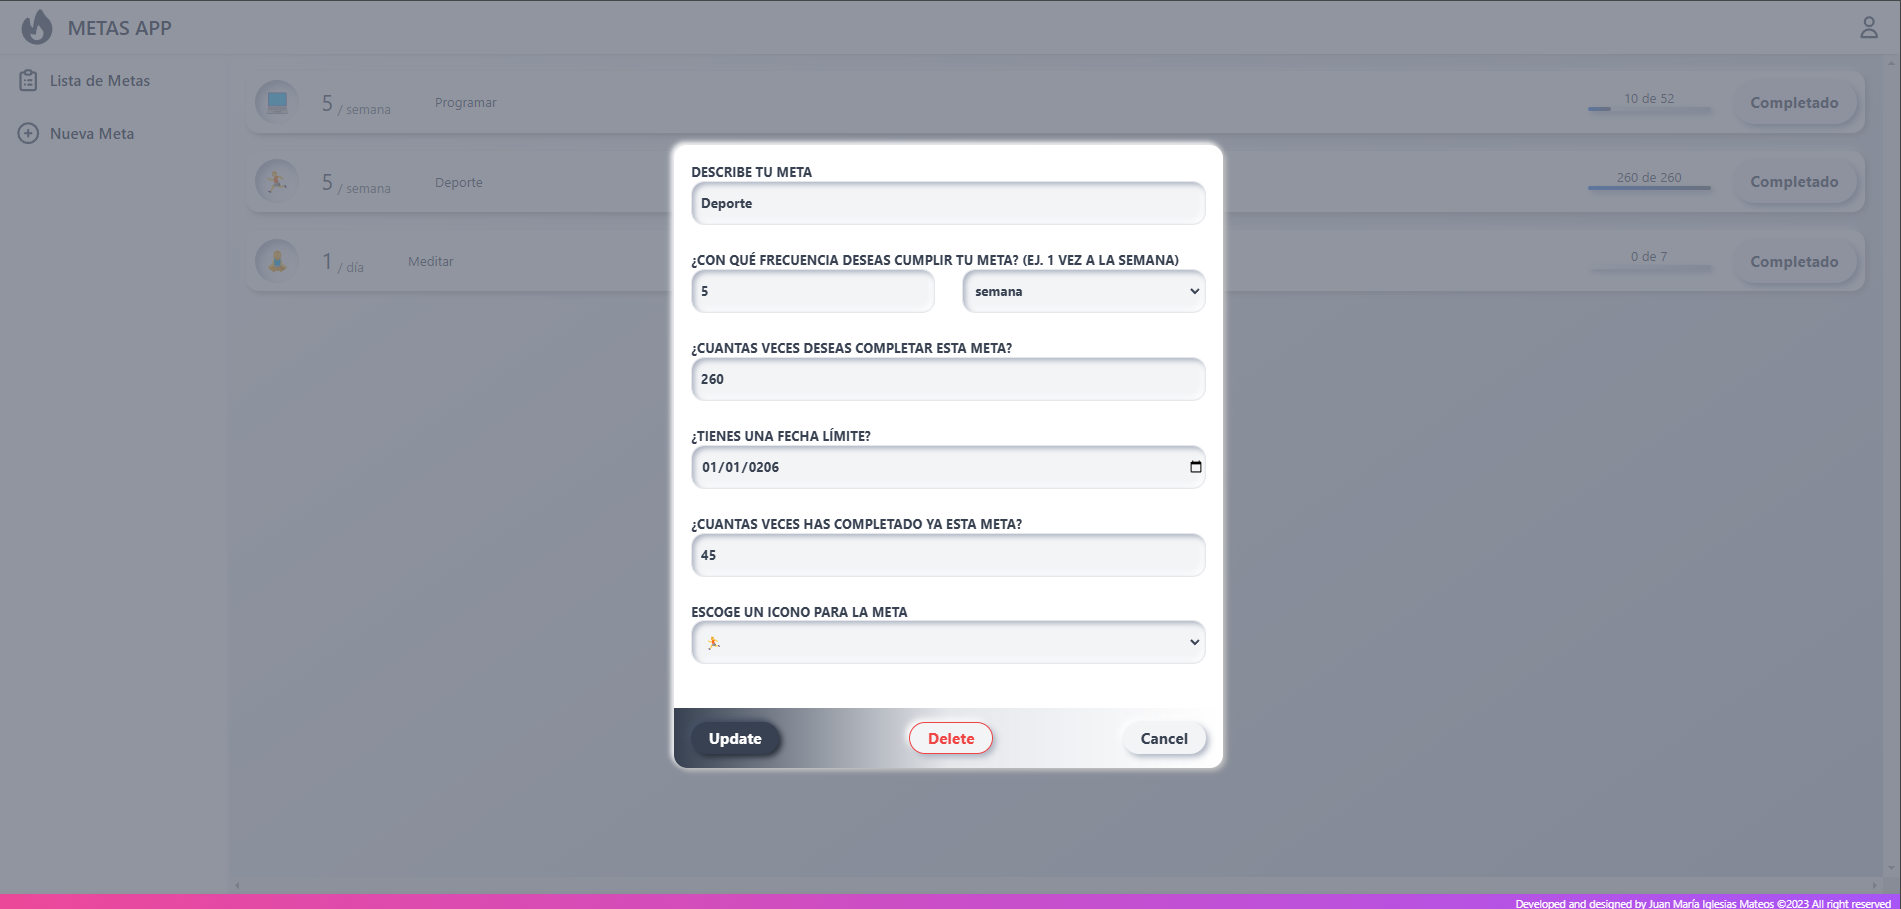 METAS APP
Lista de Metas
Nueva Meta
5 / semana Programar 10 de 52 Completado
5 / semana Deporte 260 de 260 Completado
1 / día Meditar 0 de 7 Completado
DESCRIBE TU META
Deporte
¿CON QUÉ FRECUENCIA DESEAS CUMPLIR TU META? (EJ. 1 VEZ A LA SEMANA)
5 semana
¿CUANTAS VECES DESEAS COMPLETAR ESTA META?
260
¿TIENES UNA FECHA LÍMITE?
01/01/0206
¿CUANTAS VECES HAS COMPLETADO YA ESTA META?
45
ESCOGE UN ICONO PARA LA META
Update Delete Cancel
Developed and designed by Juan María Iglesias Mateos ©2023 All right reserved